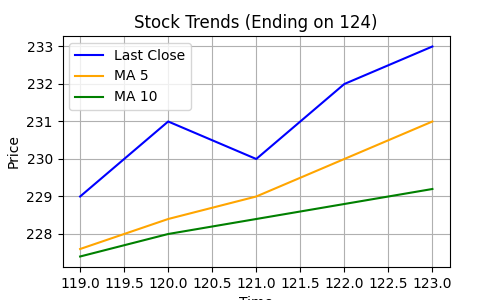 Stock Trends (Ending on 124)
Last Close
MA 5
MA 10
Price
233
232
231
230
229
228
119.0 119.5 120.0 120.5 121.0 121.5 122.0 122.5 123.0
Time